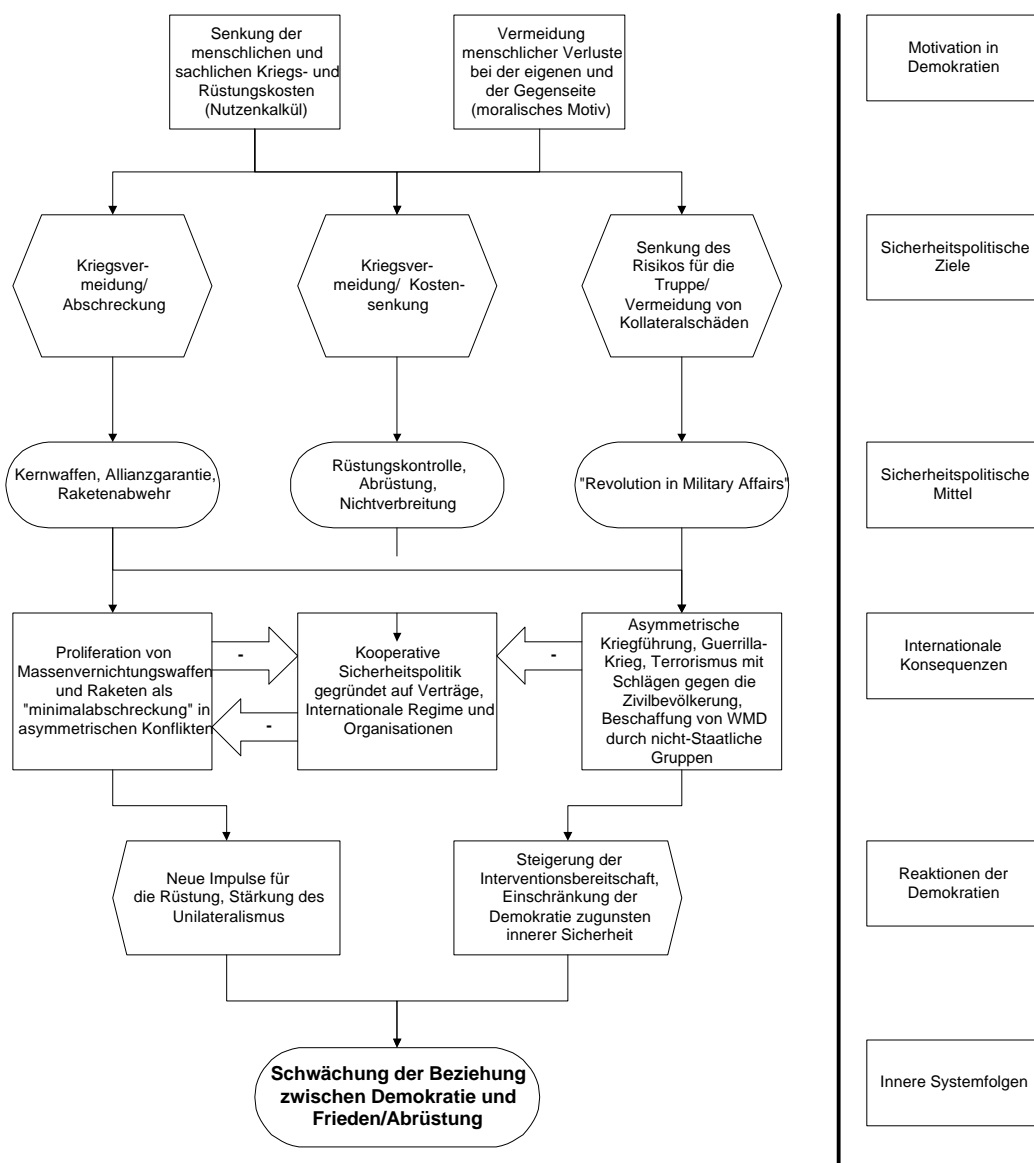 Senkung der
menschlichen und
sachlichen Kriegs- und
Rüstungskosten
(Nutzenkalkül)
Vermeidung
menschlicher Verluste
bei der eigenen und
der Gegenseite
(moralisches Motiv)
Motivation in
Demokratien
Kriegsver-
meidung/
Abschreckung
Kriegsver-
meidung/ Kosten-
senkung
Senkung des
Risikos für die
Truppe/
Vermeidung von
Kollateralschäden
Sicherheitspolitische
Ziele
Kernwaffen, Allianzgarantie,
Raketenabwehr
Rüstungskontrolle,
Abrüstung,
Nichtverbreitung
"Revolution in Military Affairs"
Sicherheitspolitische
Mittel
Proliferation von
Massenvernichtungswaffen
und Raketen als
"minimalabschreckung" in
asymmetrischen Konflikten
-
-
Kooperative
Sicherheitspolitik
gegründet auf Verträge,
Internationale Regime und
Organisationen
-
Asymmetrische
Kriegführung, Guerrilla-
Krieg, Terrorismus mit
Schlägen gegen die
Zivilbevölkerung,
Beschaffung von WMD
durch nicht-Staatliche
Gruppen
Internationale
Konsequenzen
Neue Impulse für
die Rüstung, Stärkung des
Unilateralismus
Steigerung der
Interventionsbereitschaft,
Einschränkung der
Demokratie zugunsten
innerer Sicherheit
Reaktionen der
Demokratien
Schwächung der Beziehung
zwischen Demokratie und
Frieden/Abrüstung
Innere Systemfolgen